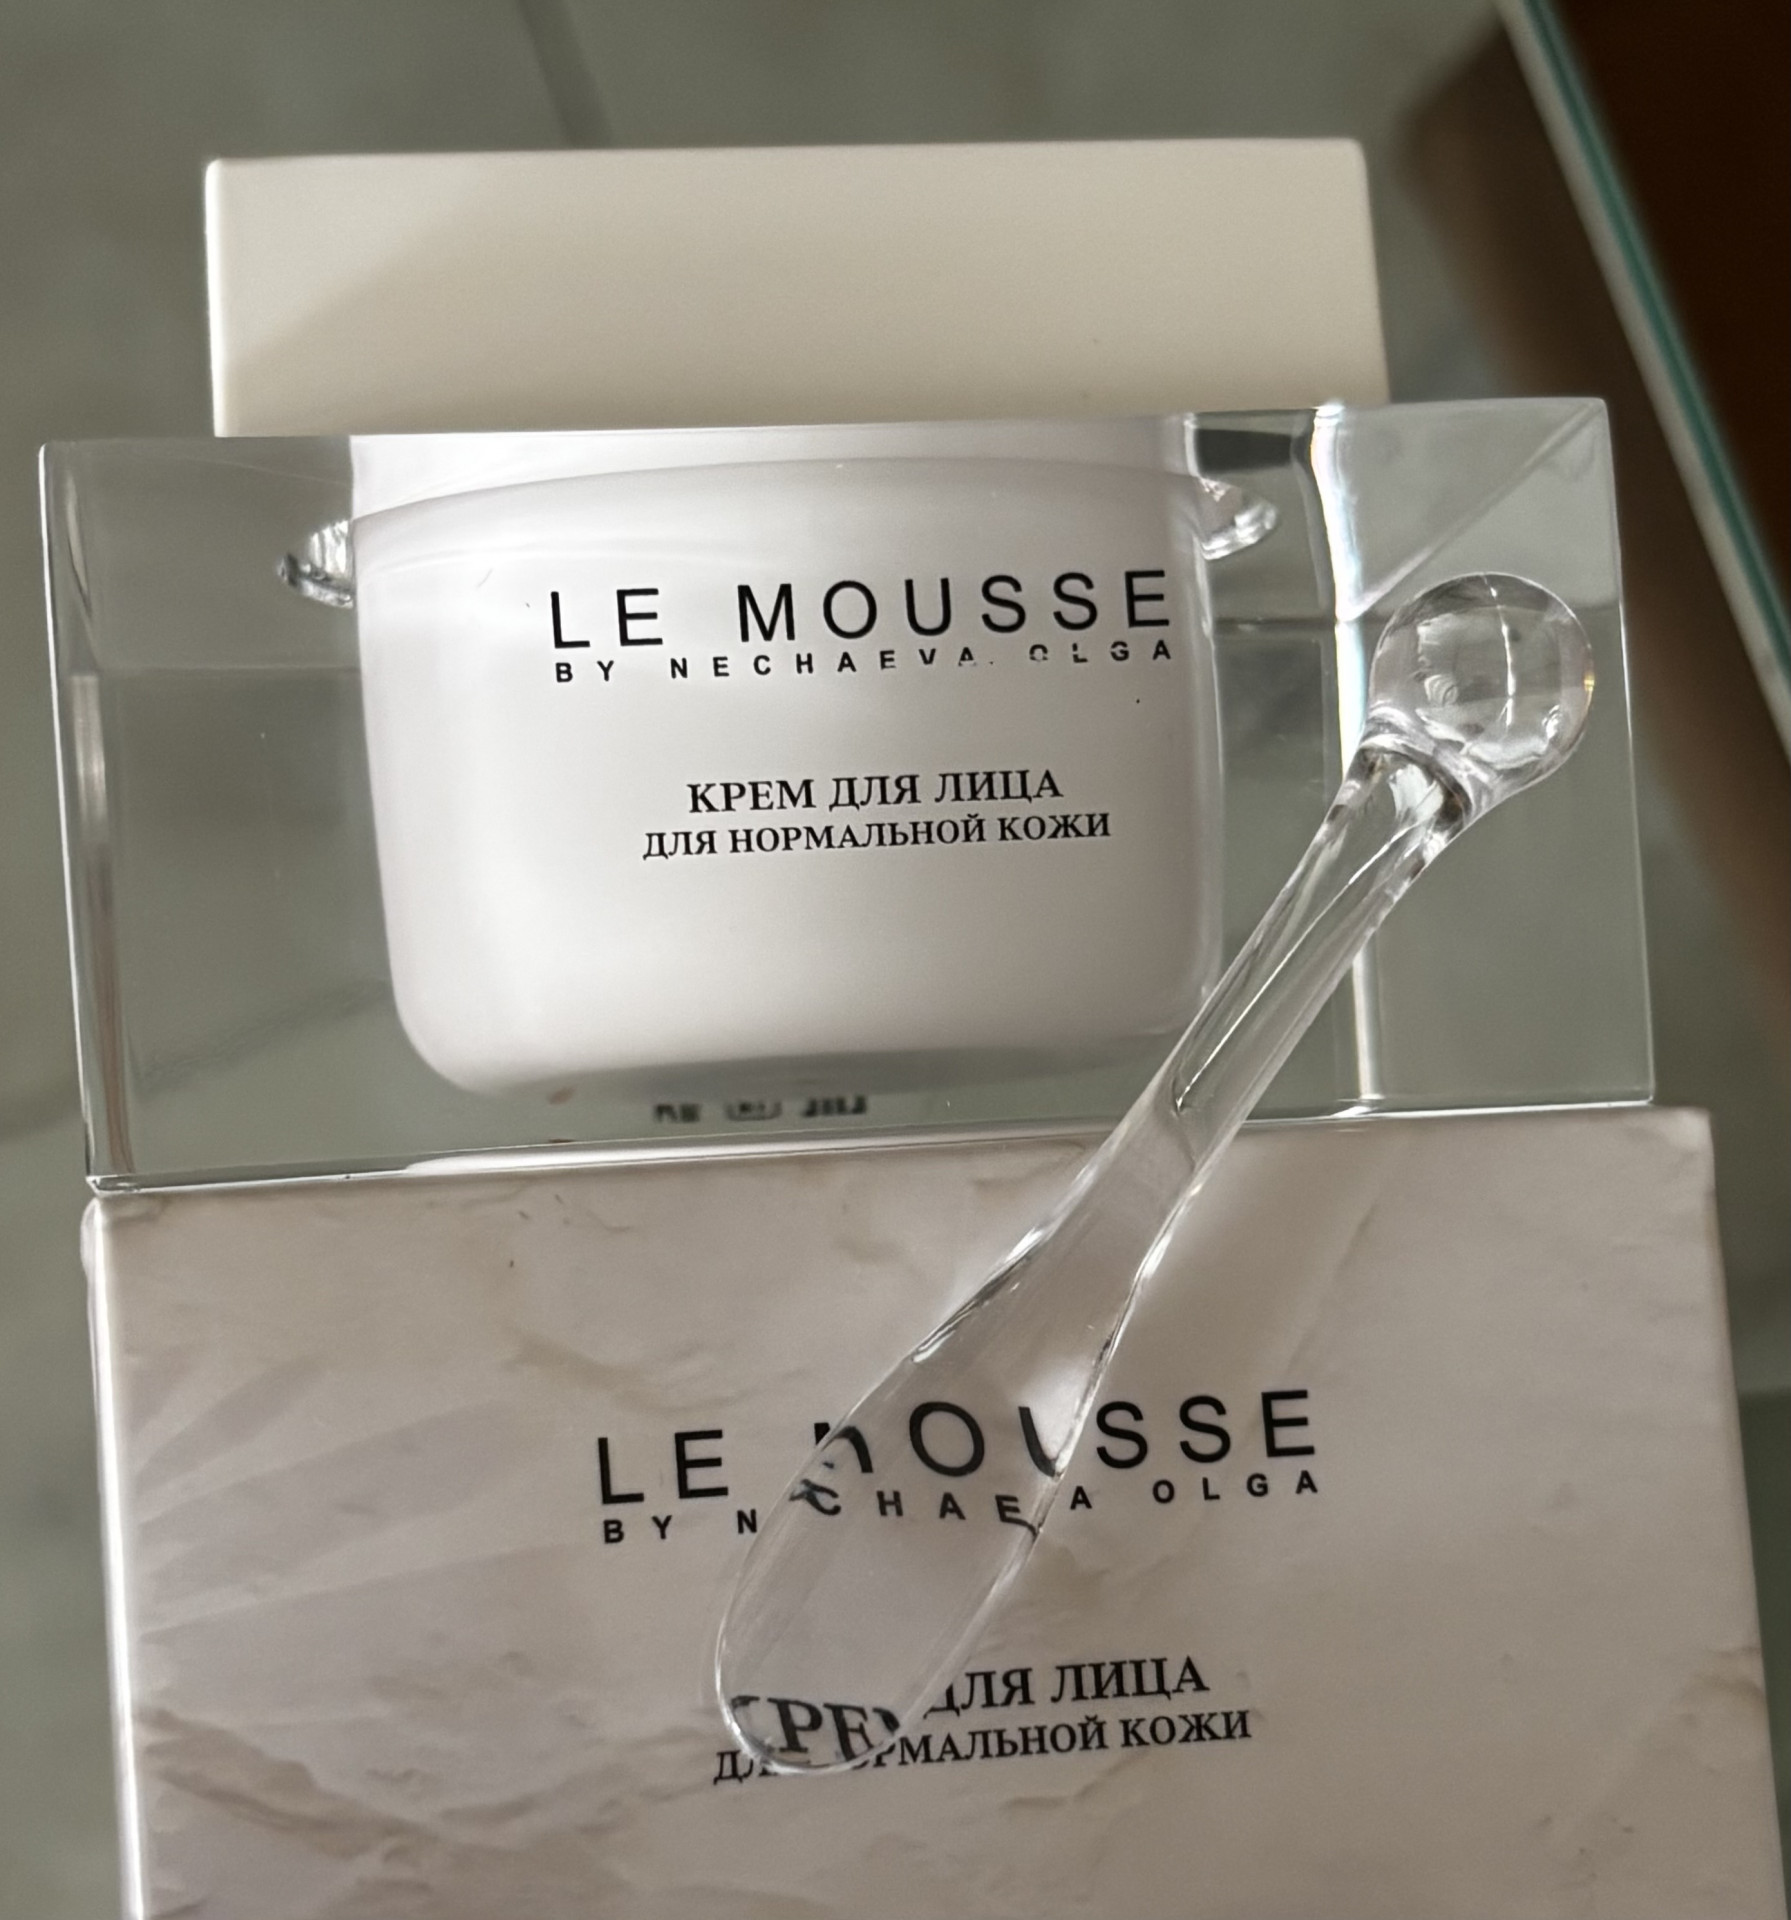 LE MOUSSE
BY NECHAEVA OLGA
КРЕМ ДЛЯ ЛИЦА
ДЛЯ НОРМАЛЬНОЙ КОЖИ
LE MOUSSE
BY NECHAEVA OLGA
КРЕМ ДЛЯ ЛИЦА
ДЛЯ НОРМАЛЬНОЙ КОЖИ